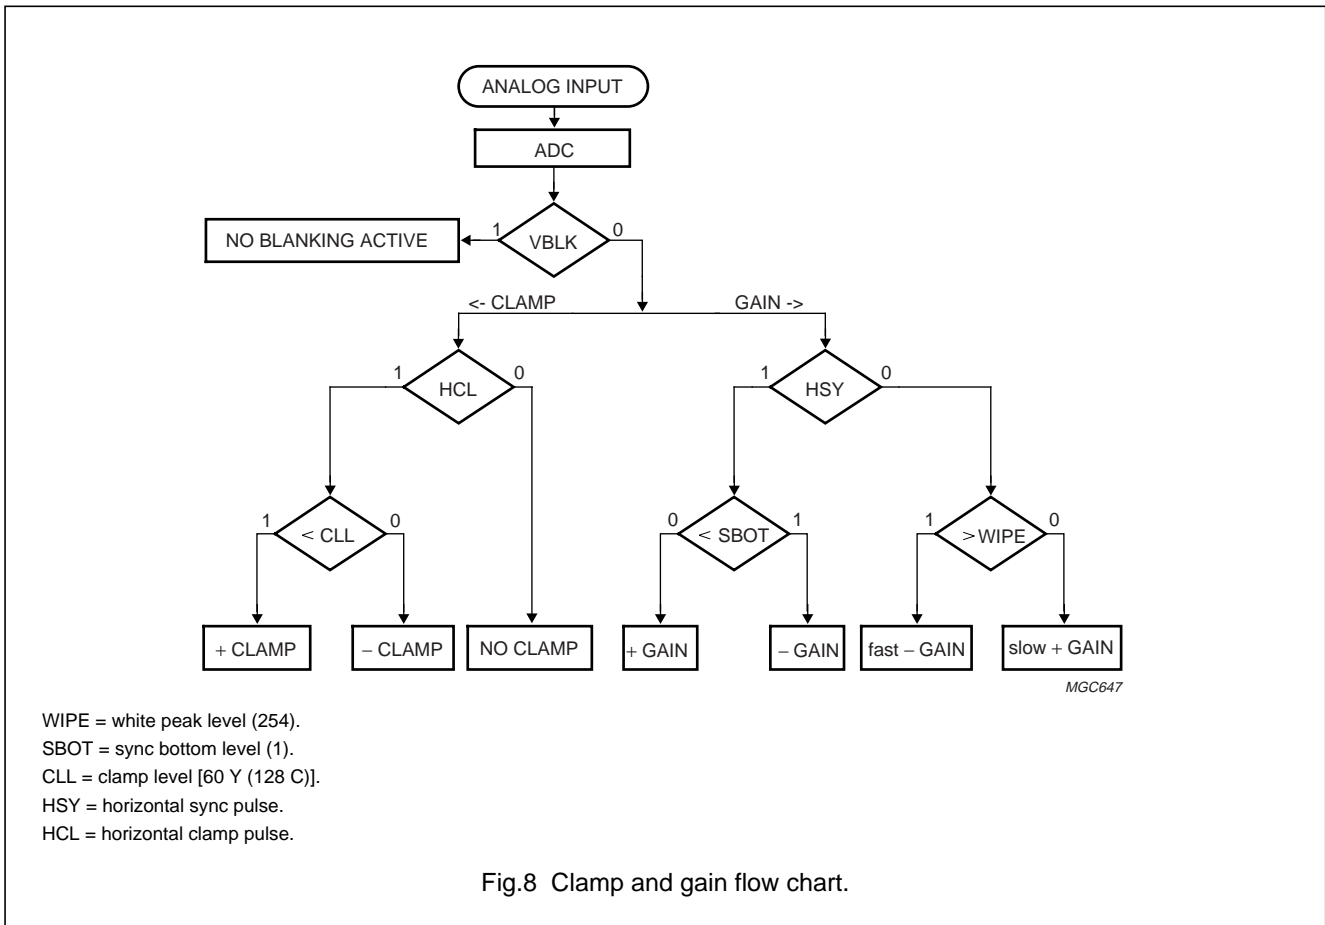 ANALOG INPUT
ADC
NO BLANKING ACTIVE
1
VBLK
0
<- CLAMP
GAIN ->
1
HCL
0
1
HSY
0
1
< CLL
0
0
< SBOT
1
1
> WIPE
0
+ CLAMP
− CLAMP
NO CLAMP
+ GAIN
− GAIN
fast − GAIN
slow + GAIN
MGC647
WIPE = white peak level (254).
SBOT = sync bottom level (1).
CLL = clamp level [60 Y (128 C)].
HSY = horizontal sync pulse.
HCL = horizontal clamp pulse.
Fig.8 Clamp and gain flow chart.